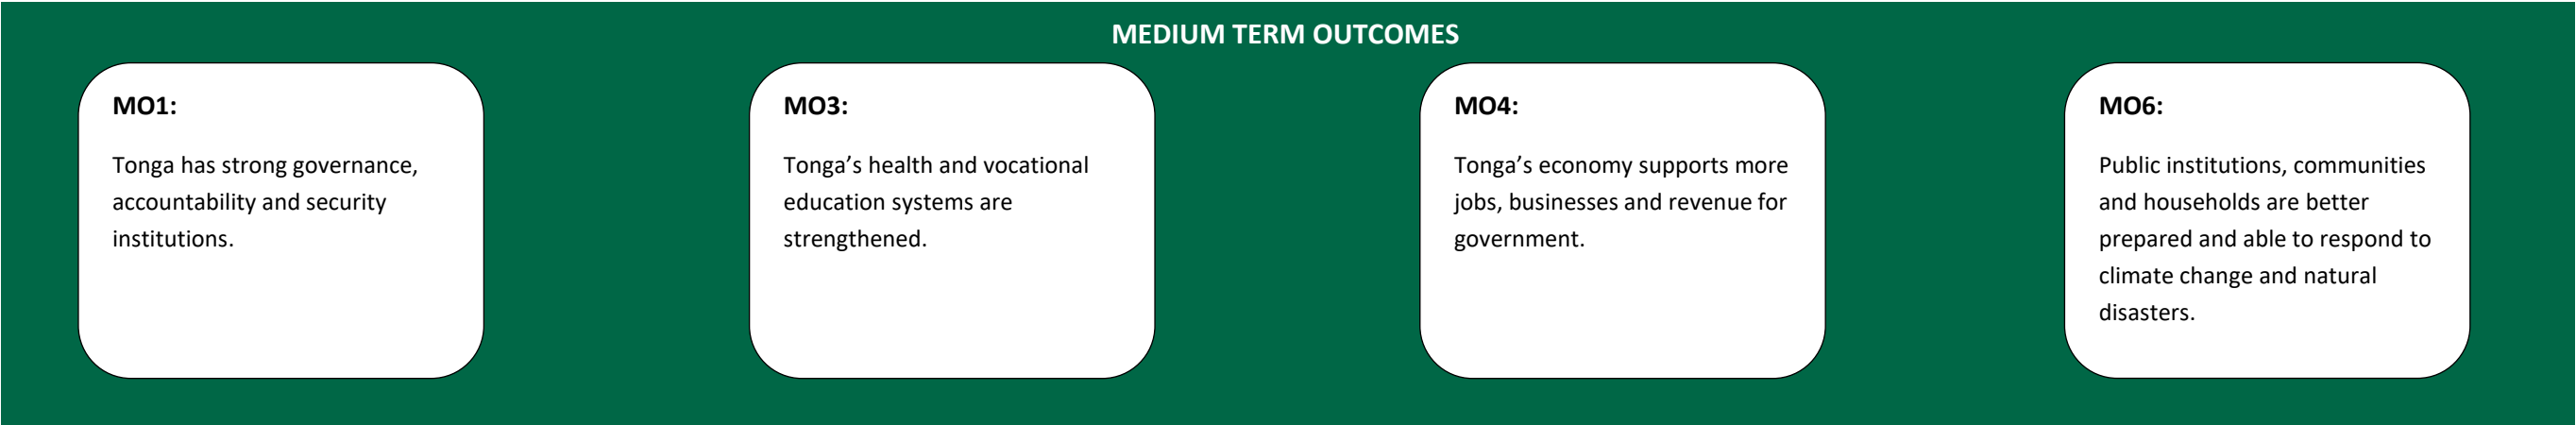 MEDIUM TERM OUTCOMES
MO1:
Tonga has strong governance,
accountability and security
institutions.
MO3:
Tonga’s health and vocational
education systems are
strengthened.
MO4:
Tonga’s economy supports more
jobs, businesses and revenue for
government.
MO6:
Public institutions, communities
and households are better
prepared and able to respond to
climate change and natural
disasters.